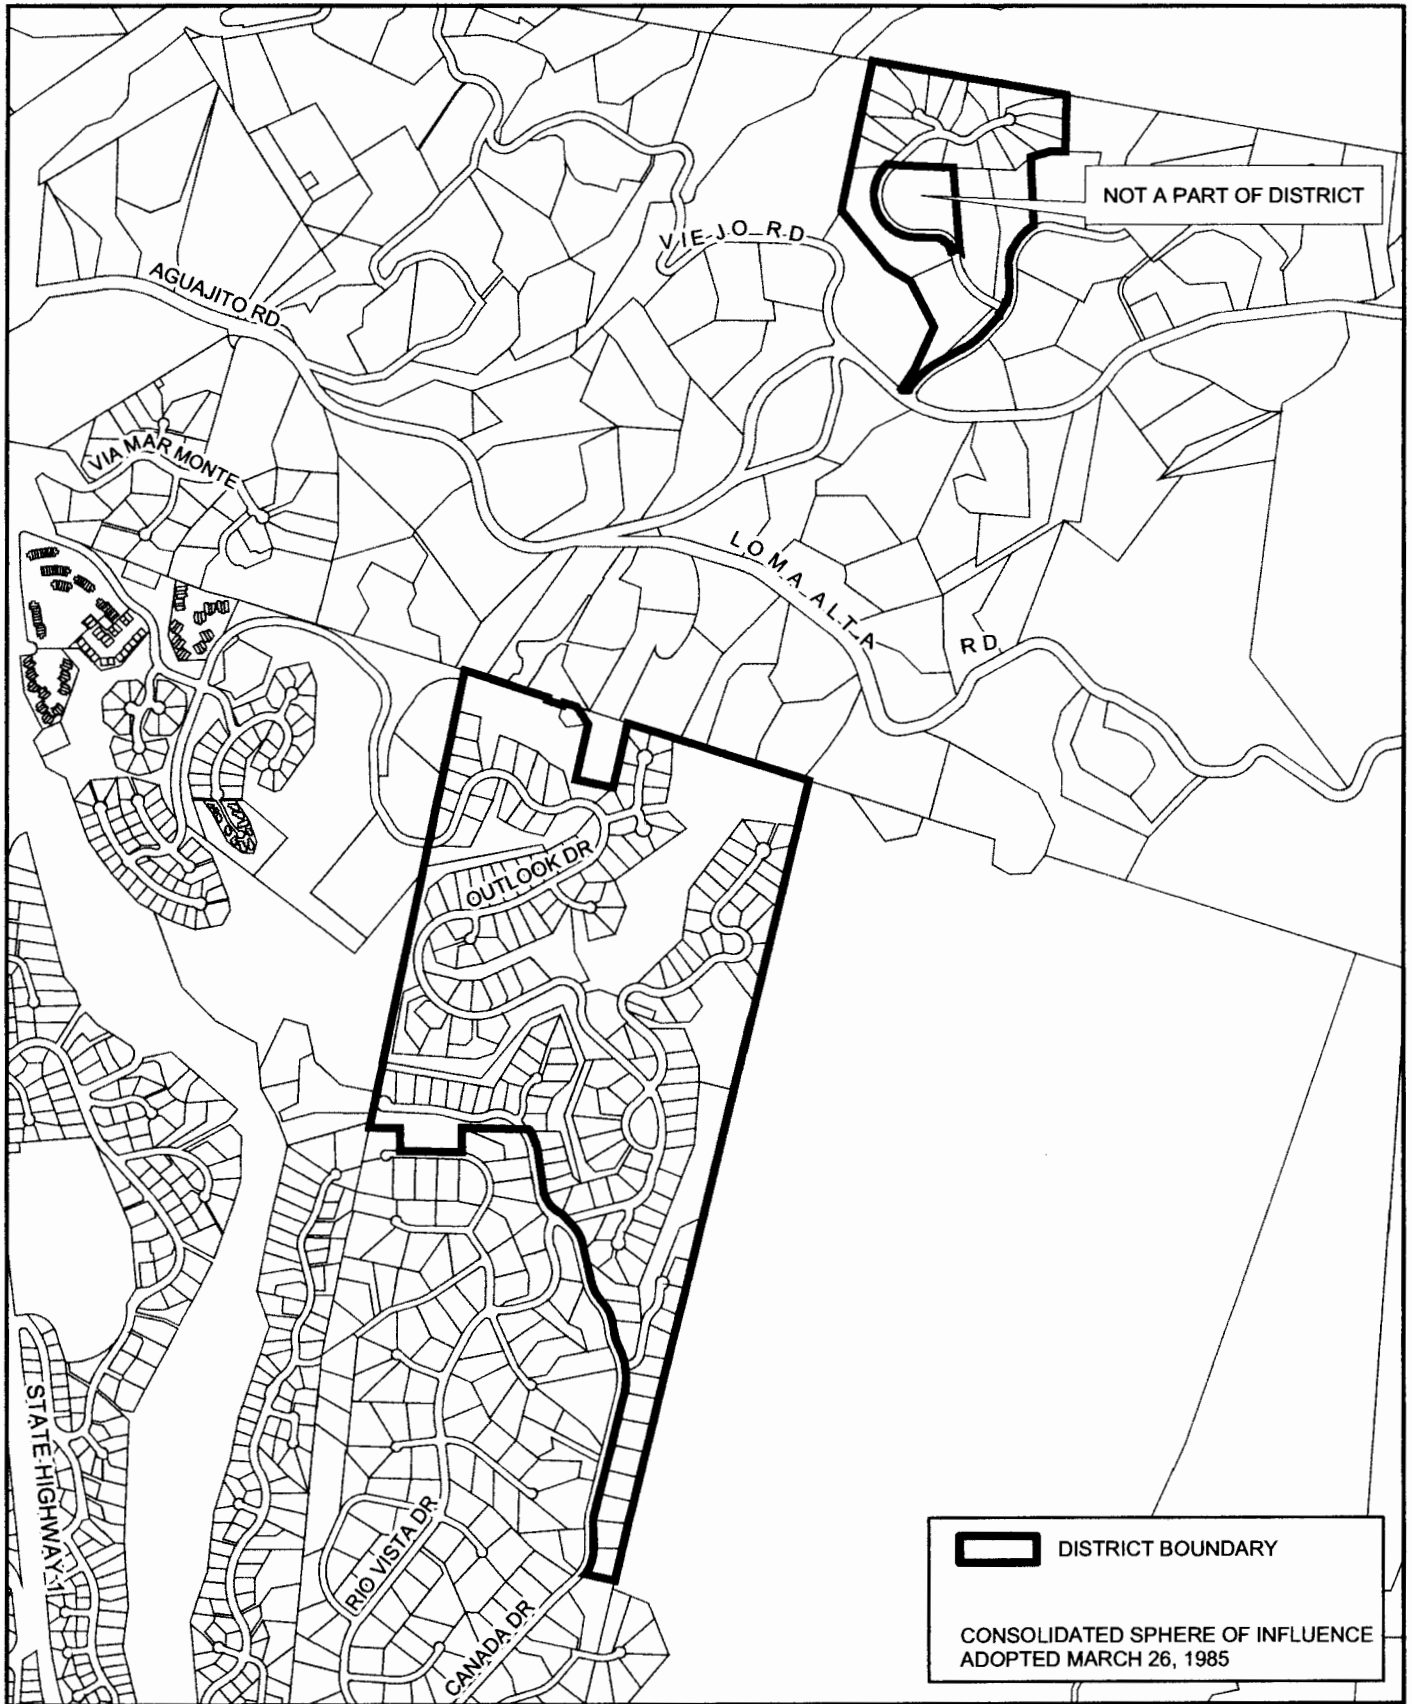 NOT A PART OF DISTRICT
VIEJO RD
AGUAJITO RD
VIA MAR MONTE
LOMA ALTA RD
OUTLOOK DR
STATE HIGHWAY 1
RIO VISTA DR
CANADA DR
DISTRICT BOUNDARY
CONSOLIDATED SPHERE OF INFLUENCE
ADOPTED MARCH 26, 1985